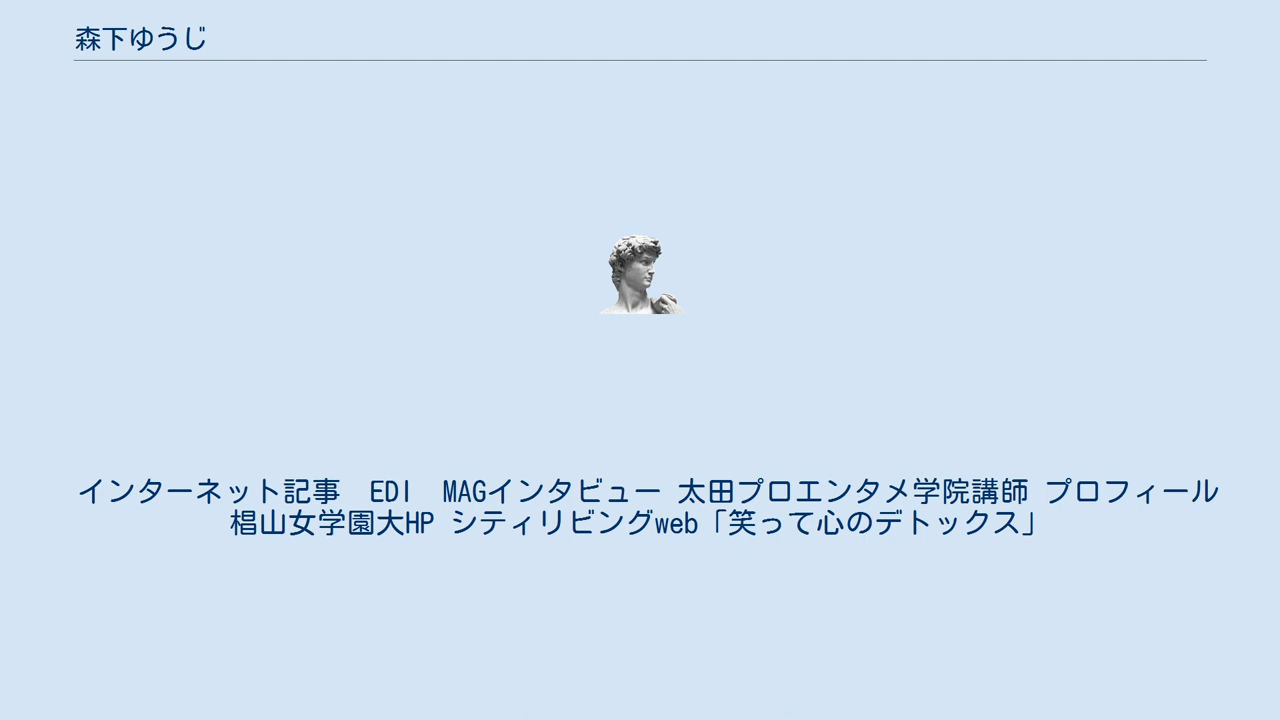 森下ゆうじ
インターネット記事　EDI　MAGインタビュー 太田プロエンタメ学院講師 プロフィール
椙山女学園大HP シティリビングweb「笑って心のデトックス」